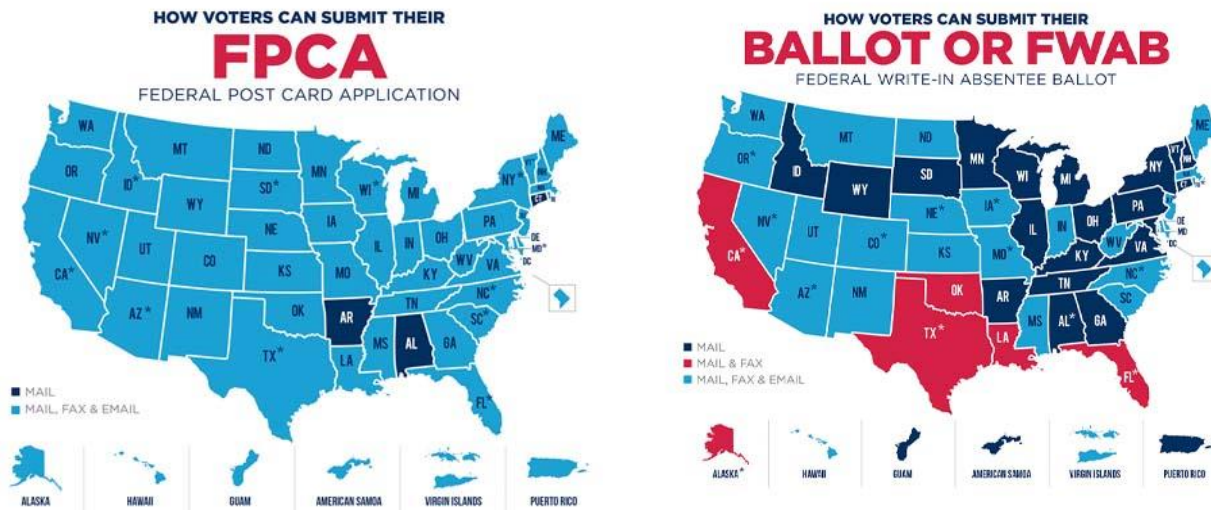 HOW VOTERS CAN SUBMIT THEIR
FPCA
FEDERAL POST CARD APPLICATION
WA
MT
ND
MN
ME
OR
ID*
SD*
WI*
MI
NY*
VT
NH
WY
IA
PA
CT
NV*
NE
IL
IN
OH
DE
MD*
DC
UT
CO
KS
MO
KY
WV
VA
CA*
AZ*
NM
OK
AR
TN
NC*
SC*
TX*
LA
MS
AL
GA
FL*
MAIL
MAIL, FAX & EMAIL
ALASKA
HAWAII
GUAM
AMERICAN SAMOA
VIRGIN ISLANDS
PUERTO RICO
HOW VOTERS CAN SUBMIT THEIR
BALLOT OR FWAB
FEDERAL WRITE-IN ABSENTEE BALLOT
WA
MT
ND
MN
ME
OR*
ID
SD
WI
MI
NY
VT
NH
WY
IA*
PA
NV*
NE*
IL
IN
OH
DE
MD
DC
UT
CO*
KS
MO*
KY
WV*
VA
CA*
AZ*
NM
OK
AR
TN
NC*
SC
TX*
LA
MS
AL*
GA
FL*
MAIL
MAIL & FAX
MAIL, FAX & EMAIL
ALASKA*
HAWAII
GUAM
AMERICAN SAMOA
VIRGIN ISLANDS
PUERTO RICO